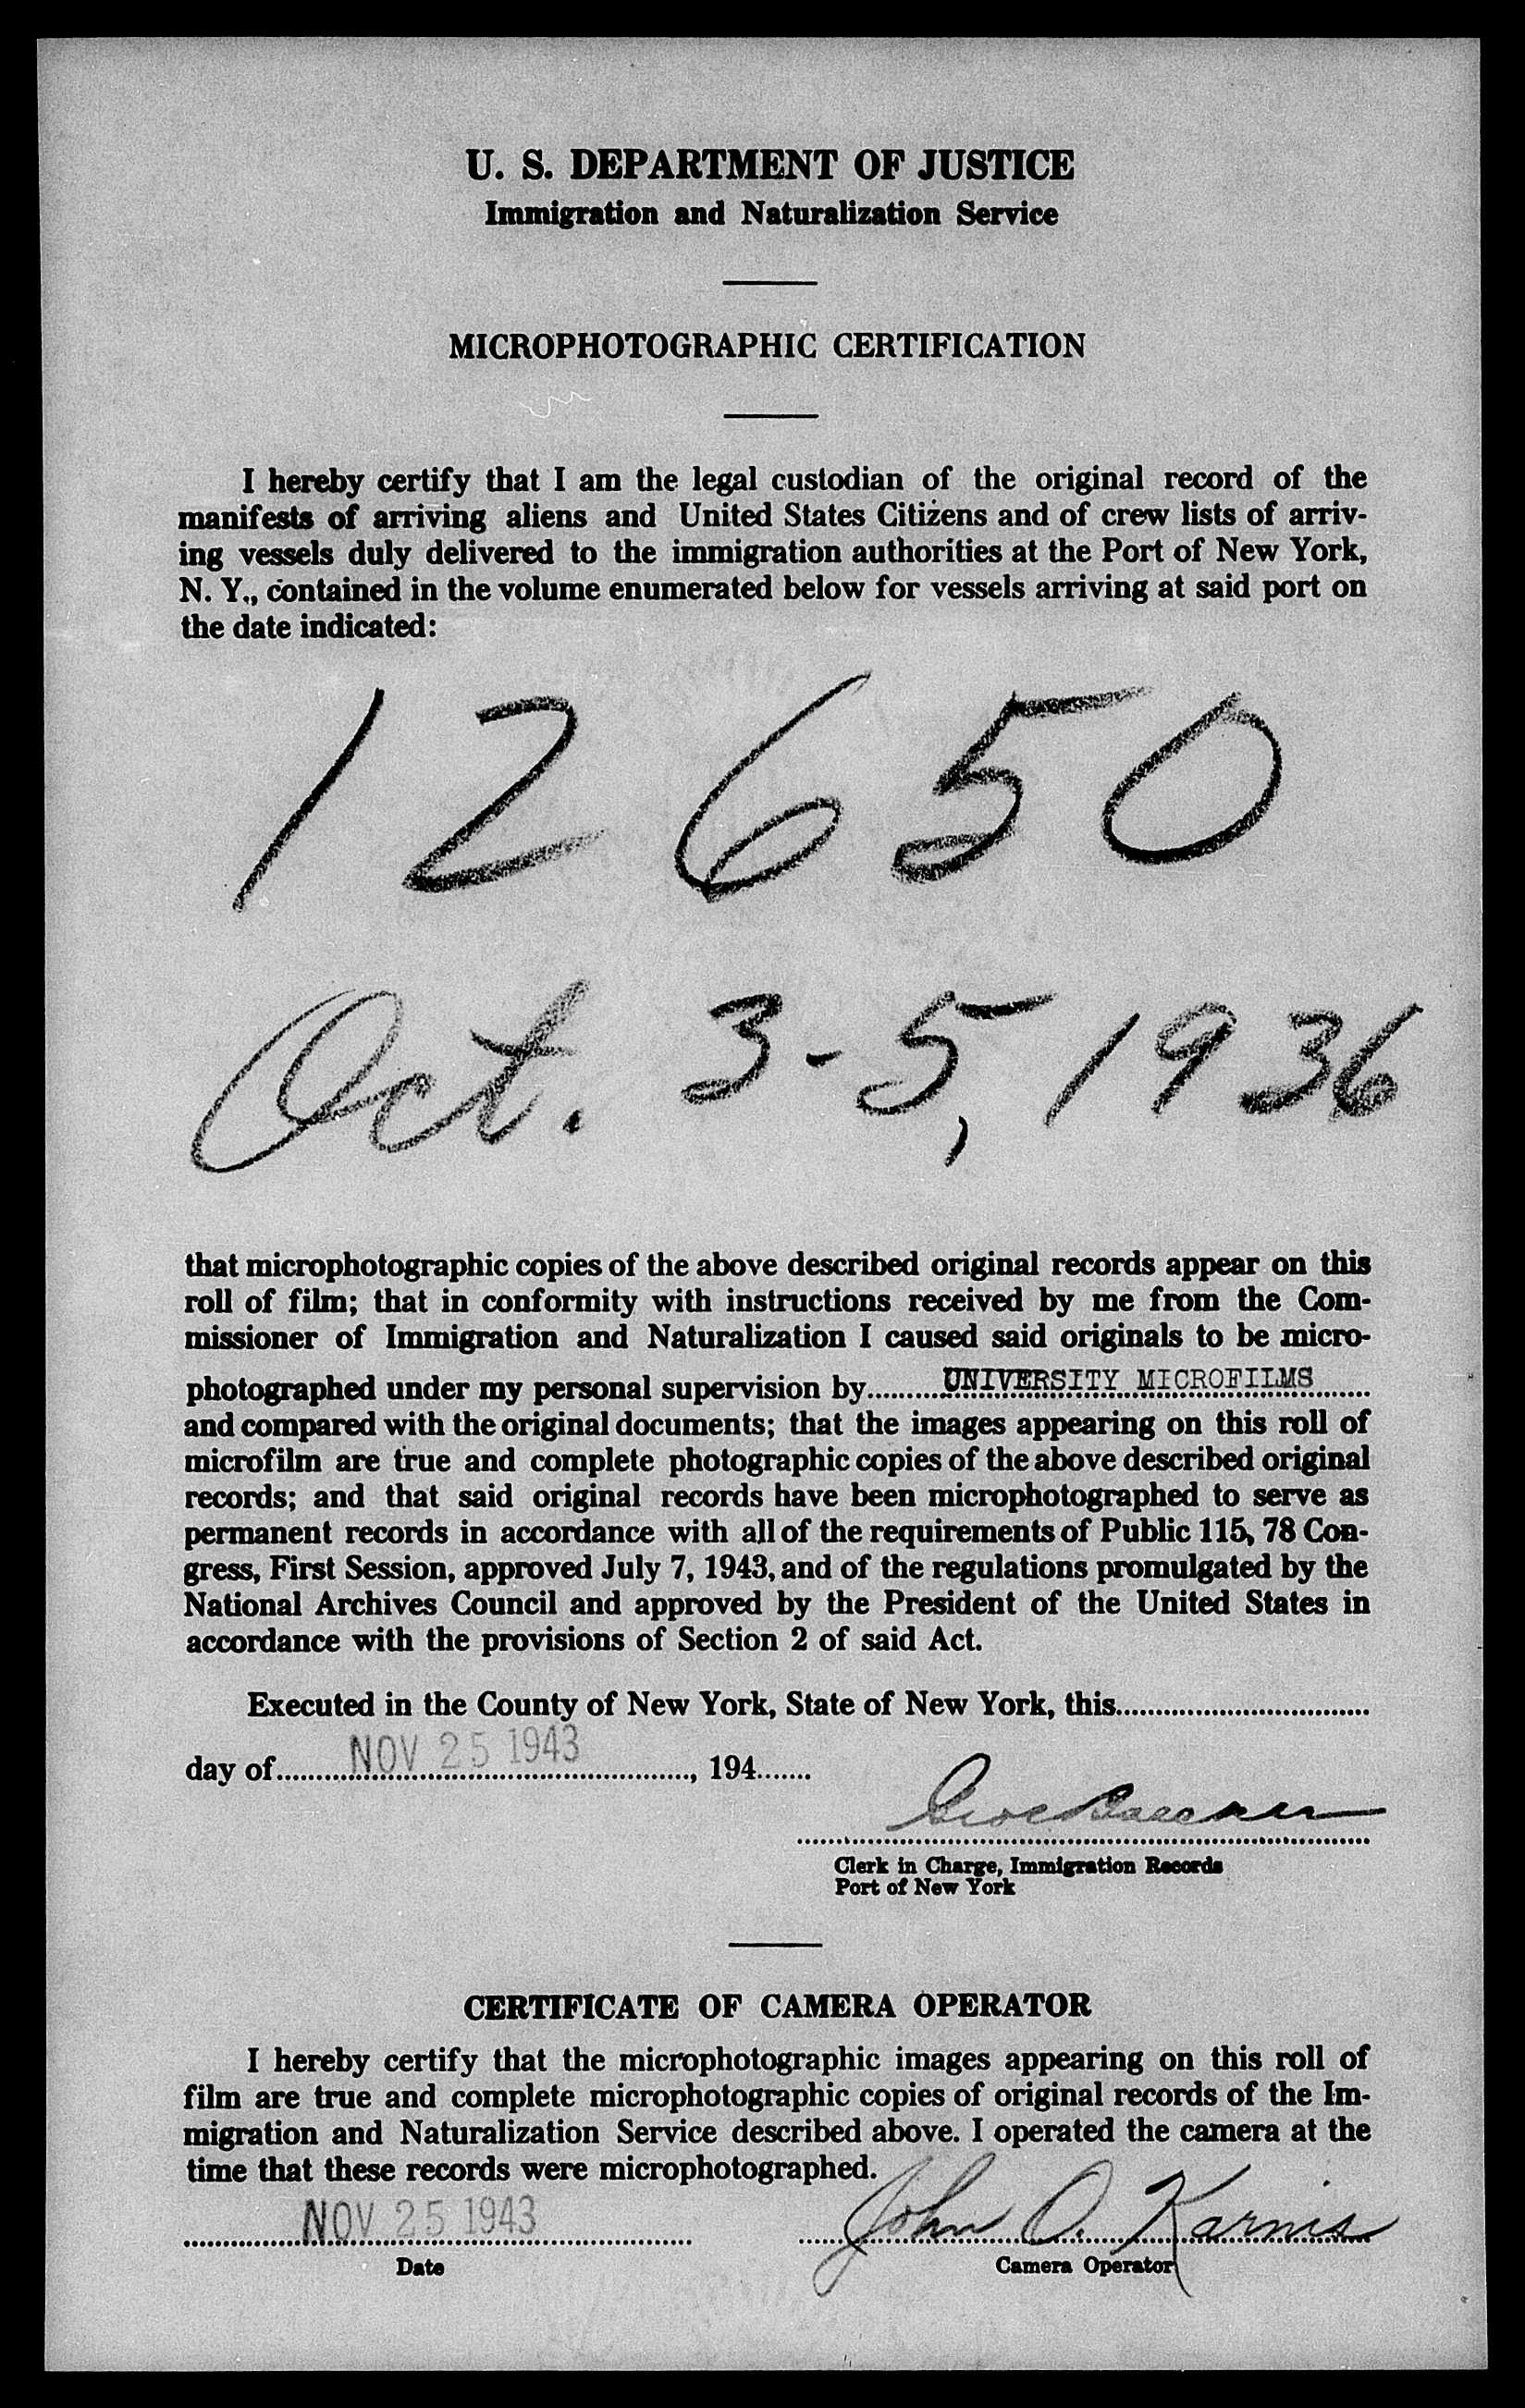 U. S. DEPARTMENT OF JUSTICE
Immigration and Naturalization Service
MICROPHOTOGRAPHIC CERTIFICATION
I hereby certify that I am the legal custodian of the original record of the
manifests of arriving aliens and United States Citizens and of crew lists of arriv-
ing vessels duly delivered to the immigration authorities at the Port of New York,
N. Y., contained in the volume enumerated below for vessels arriving at said port on
the date indicated:
12650
Oct. 3-5, 1936
that microphotographic copies of the above described original records appear on this
roll of film; that in conformity with instructions received by me from the Com-
missioner of Immigration and Naturalization I caused said originals to be micro-
photographed under my personal supervision by..........UNIVERSITY MICROFILMS.......
and compared with the original documents; that the images appearing on this roll of
microfilm are true and complete photographic copies of the above described original
records; and that said original records have been microphotographed to serve as
permanent records in accordance with all of the requirements of Public 115, 78 Con-
gress, First Session, approved July 7, 1943, and of the regulations promulgated by the
National Archives Council and approved by the President of the United States in
accordance with the provisions of Section 2 of said Act.
Executed in the County of New York, State of New York, this................................
day of..........NOV 25 1943.............., 194.......
Clerk in Charge, Immigration Records
Port of New York
CERTIFICATE OF CAMERA OPERATOR
I hereby certify that the microphotographic images appearing on this roll of
film are true and complete microphotographic copies of original records of the Im-
migration and Naturalization Service described above. I operated the camera at the
time that these records were microphotographed.
NOV 25 1943 John O. Karnis
Date Camera Operator